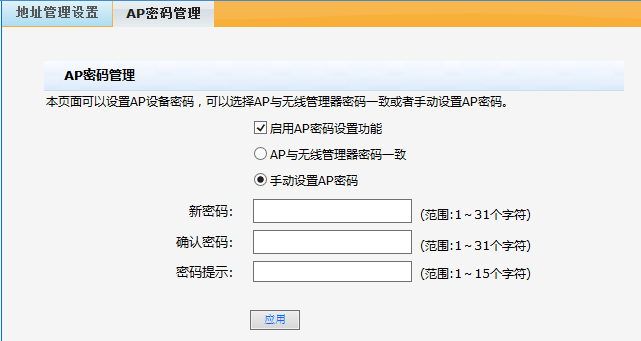 地址管理设置 AP密码管理
AP密码管理
本页面可以设置AP设备密码，可以选择AP与无线管理器密码一致或者手动设置AP密码。
启用AP密码设置功能
AP与无线管理器密码一致
手动设置AP密码
新密码: (范围:1～31个字符)
确认密码: (范围:1～31个字符)
密码提示: (范围:1～15个字符)
应用